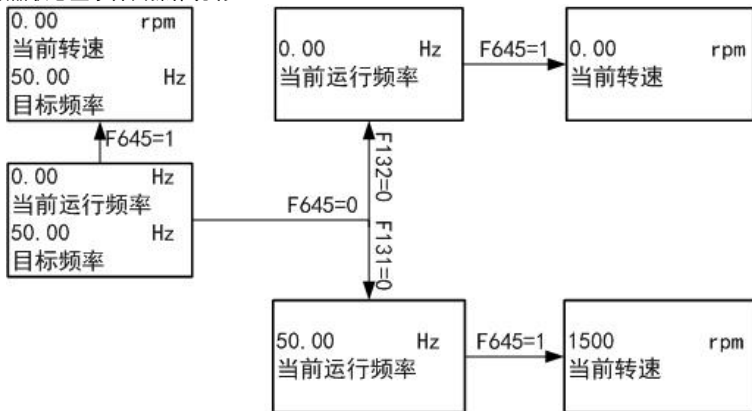 0.00 rpm
当前转速
50.00 Hz
目标频率
F645=1
0.00 Hz
当前运行频率
50.00 Hz
目标频率
F645=0
F132=0
F131=0
0.00 Hz
当前运行频率
F645=1
0.00 rpm
当前转速
50.00 Hz
当前运行频率
F645=1
1500 rpm
当前转速